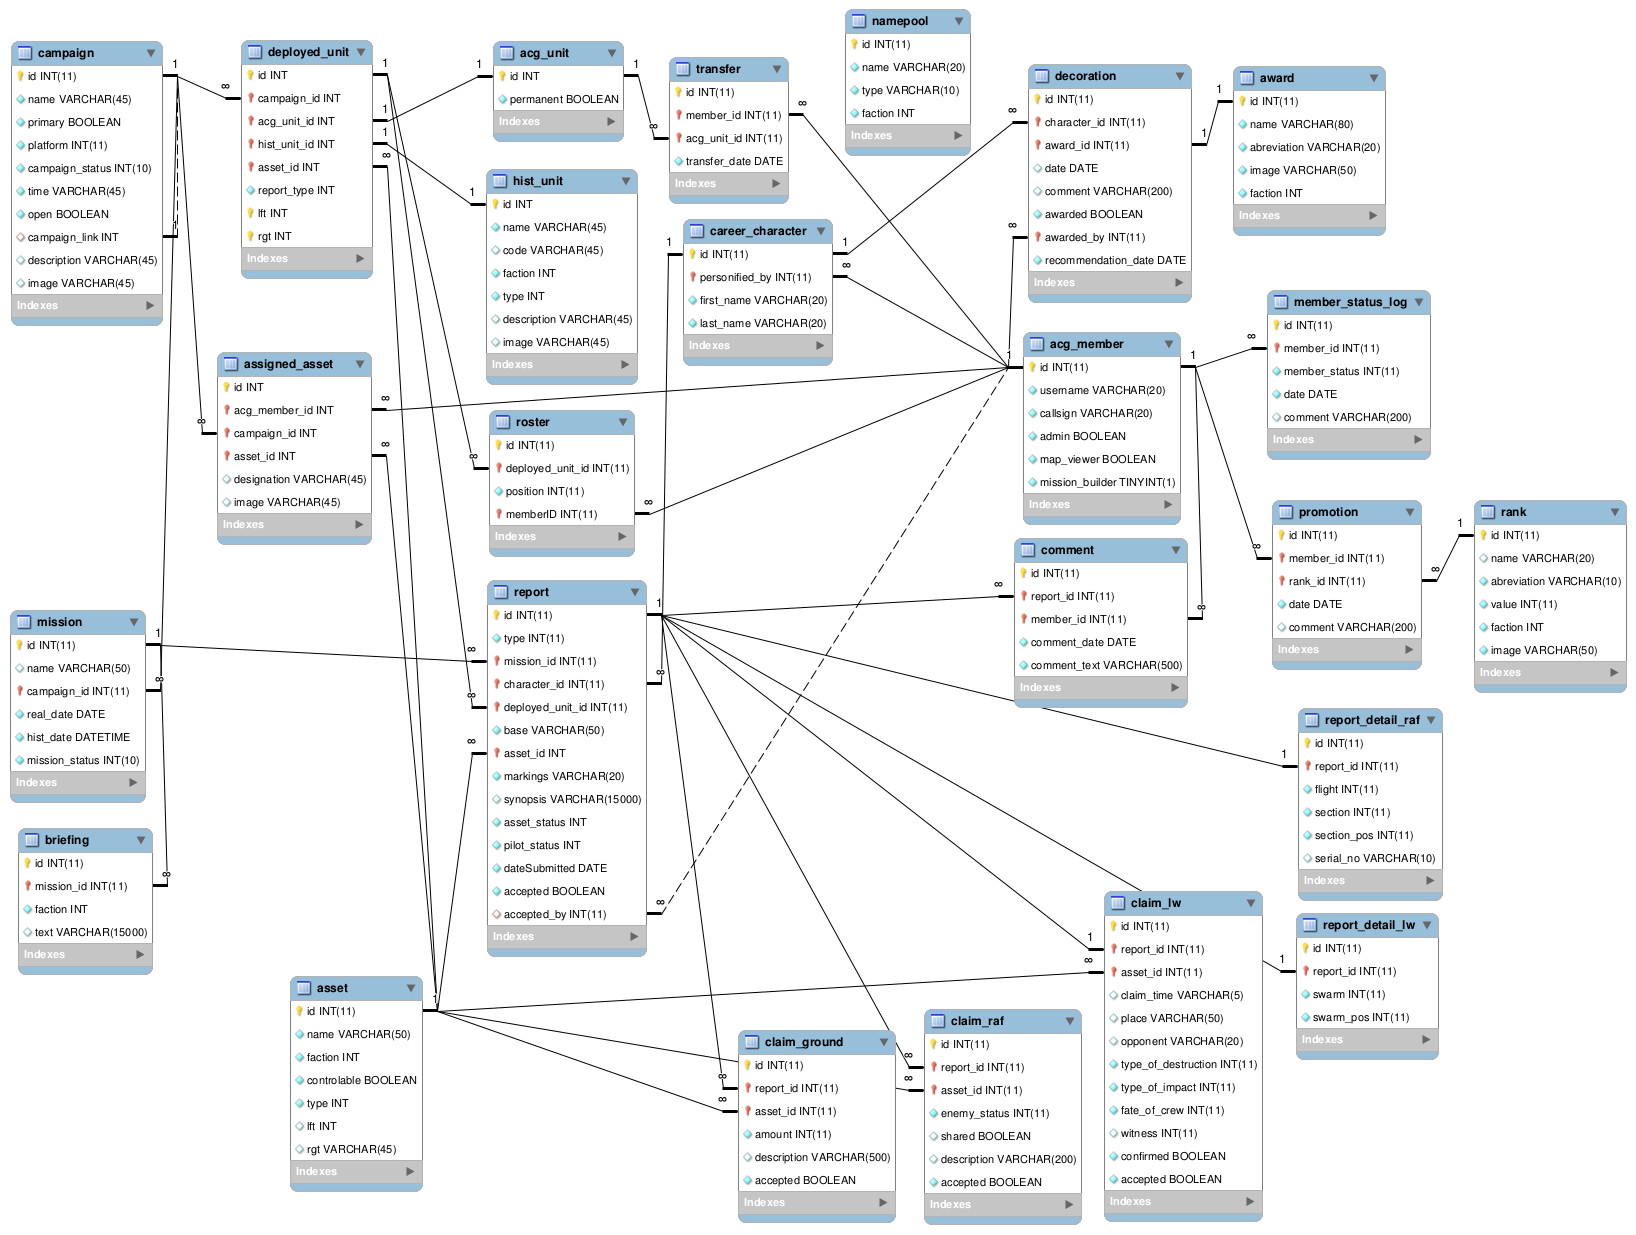 campaign
id INT(11)
name VARCHAR(45)
primary BOOLEAN
platform INT(11)
campaign_status INT(10)
time VARCHAR(45)
open BOOLEAN
campaign_link INT
description VARCHAR(45)
image VARCHAR(45)
Indexes
1
1
∞
deployed_unit
id INT
campaign_id INT
acg_unit_id INT
hist_unit_id INT
asset_id INT
report_type INT
lft INT
rgt INT
Indexes
1
1
1
∞
acg_unit
id INT
permanent BOOLEAN
Indexes
1
1
transfer
id INT(11)
member_id INT(11)
acg_unit_id INT(11)
transfer_date DATE
Indexes
∞
∞
namepool
id INT(11)
name VARCHAR(20)
type VARCHAR(10)
faction INT
Indexes
decoration
id INT(11)
character_id INT(11)
award_id INT(11)
date DATE
comment VARCHAR(200)
awarded BOOLEAN
awarded_by INT(11)
recommendation_date DATE
Indexes
∞
∞
1
award
id INT(11)
name VARCHAR(80)
abreviation VARCHAR(20)
image VARCHAR(50)
faction INT
Indexes
1
hist_unit
id INT
name VARCHAR(45)
code VARCHAR(45)
faction INT
type INT
description VARCHAR(45)
image VARCHAR(45)
Indexes
1
career_character
id INT(11)
personified_by INT(11)
first_name VARCHAR(20)
last_name VARCHAR(20)
Indexes
1
1
∞
member_status_log
id INT(11)
member_id INT(11)
member_status INT(11)
date DATE
comment VARCHAR(200)
Indexes
∞
acg_member
id INT(11)
username VARCHAR(20)
callsign VARCHAR(20)
admin BOOLEAN
map_viewer BOOLEAN
mission_builder TINYINT(1)
Indexes
1
1
assigned_asset
id INT
acg_member_id INT
campaign_id INT
asset_id INT
designation VARCHAR(45)
image VARCHAR(45)
Indexes
∞
∞
∞
roster
id INT(11)
deployed_unit_id INT(11)
position INT(11)
memberID INT(11)
Indexes
∞
∞
promotion
id INT(11)
member_id INT(11)
rank_id INT(11)
date DATE
comment VARCHAR(200)
Indexes
∞
∞
rank
id INT(11)
name VARCHAR(20)
abreviation VARCHAR(10)
value INT(11)
faction INT
image VARCHAR(50)
Indexes
1
comment
id INT(11)
report_id INT(11)
member_id INT(11)
comment_date DATE
comment_text VARCHAR(500)
Indexes
∞
∞
report
id INT(11)
type INT(11)
mission_id INT(11)
character_id INT(11)
deployed_unit_id INT(11)
base VARCHAR(50)
asset_id INT
markings VARCHAR(20)
synopsis VARCHAR(15000)
asset_status INT
pilot_status INT
dateSubmitted DATE
accepted BOOLEAN
accepted_by INT(11)
Indexes
1
∞
∞
∞
∞
∞
mission
id INT(11)
name VARCHAR(50)
campaign_id INT(11)
real_date DATE
hist_date DATETIME
mission_status INT(10)
Indexes
1
∞
briefing
id INT(11)
mission_id INT(11)
faction INT
text VARCHAR(15000)
Indexes
∞
report_detail_raf
id INT(11)
report_id INT(11)
flight INT(11)
section INT(11)
section_pos INT(11)
serial_no VARCHAR(10)
Indexes
1
claim_lw
id INT(11)
report_id INT(11)
asset_id INT(11)
claim_time VARCHAR(5)
place VARCHAR(50)
opponent VARCHAR(20)
type_of_destruction INT(11)
type_of_impact INT(11)
fate_of_crew INT(11)
witness INT(11)
confirmed BOOLEAN
accepted BOOLEAN
Indexes
1
∞
report_detail_lw
id INT(11)
report_id INT(11)
swarm INT(11)
swarm_pos INT(11)
Indexes
1
asset
id INT(11)
name VARCHAR(50)
faction INT
controlable BOOLEAN
type INT
lft INT
rgt VARCHAR(45)
Indexes
1
claim_ground
id INT(11)
report_id INT(11)
asset_id INT(11)
amount INT(11)
description VARCHAR(500)
accepted BOOLEAN
Indexes
∞
∞
claim_raf
id INT(11)
report_id INT(11)
asset_id INT(11)
enemy_status INT(11)
shared BOOLEAN
description VARCHAR(200)
accepted BOOLEAN
Indexes
∞
∞